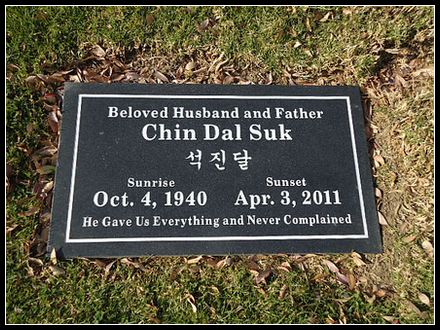 Beloved Husband and Father
Chin Dal Suk
석진달
Sunrise Sunset
Oct. 4, 1940 Apr. 3, 2011
He Gave Us Everything and Never Complained